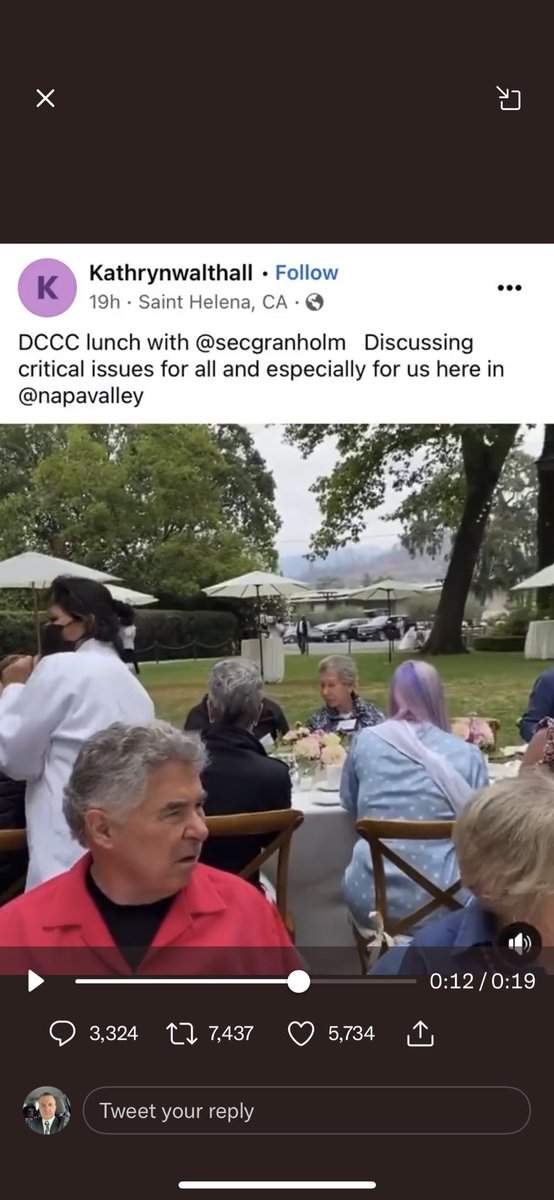 K
Kathrynwalthall • Follow
19h · Saint Helena, CA ·
DCCC lunch with @secgranholm Discussing
critical issues for all and especially for us here in
@napavalley
0:12 / 0:19
3,324
7,437
5,734
Tweet your reply